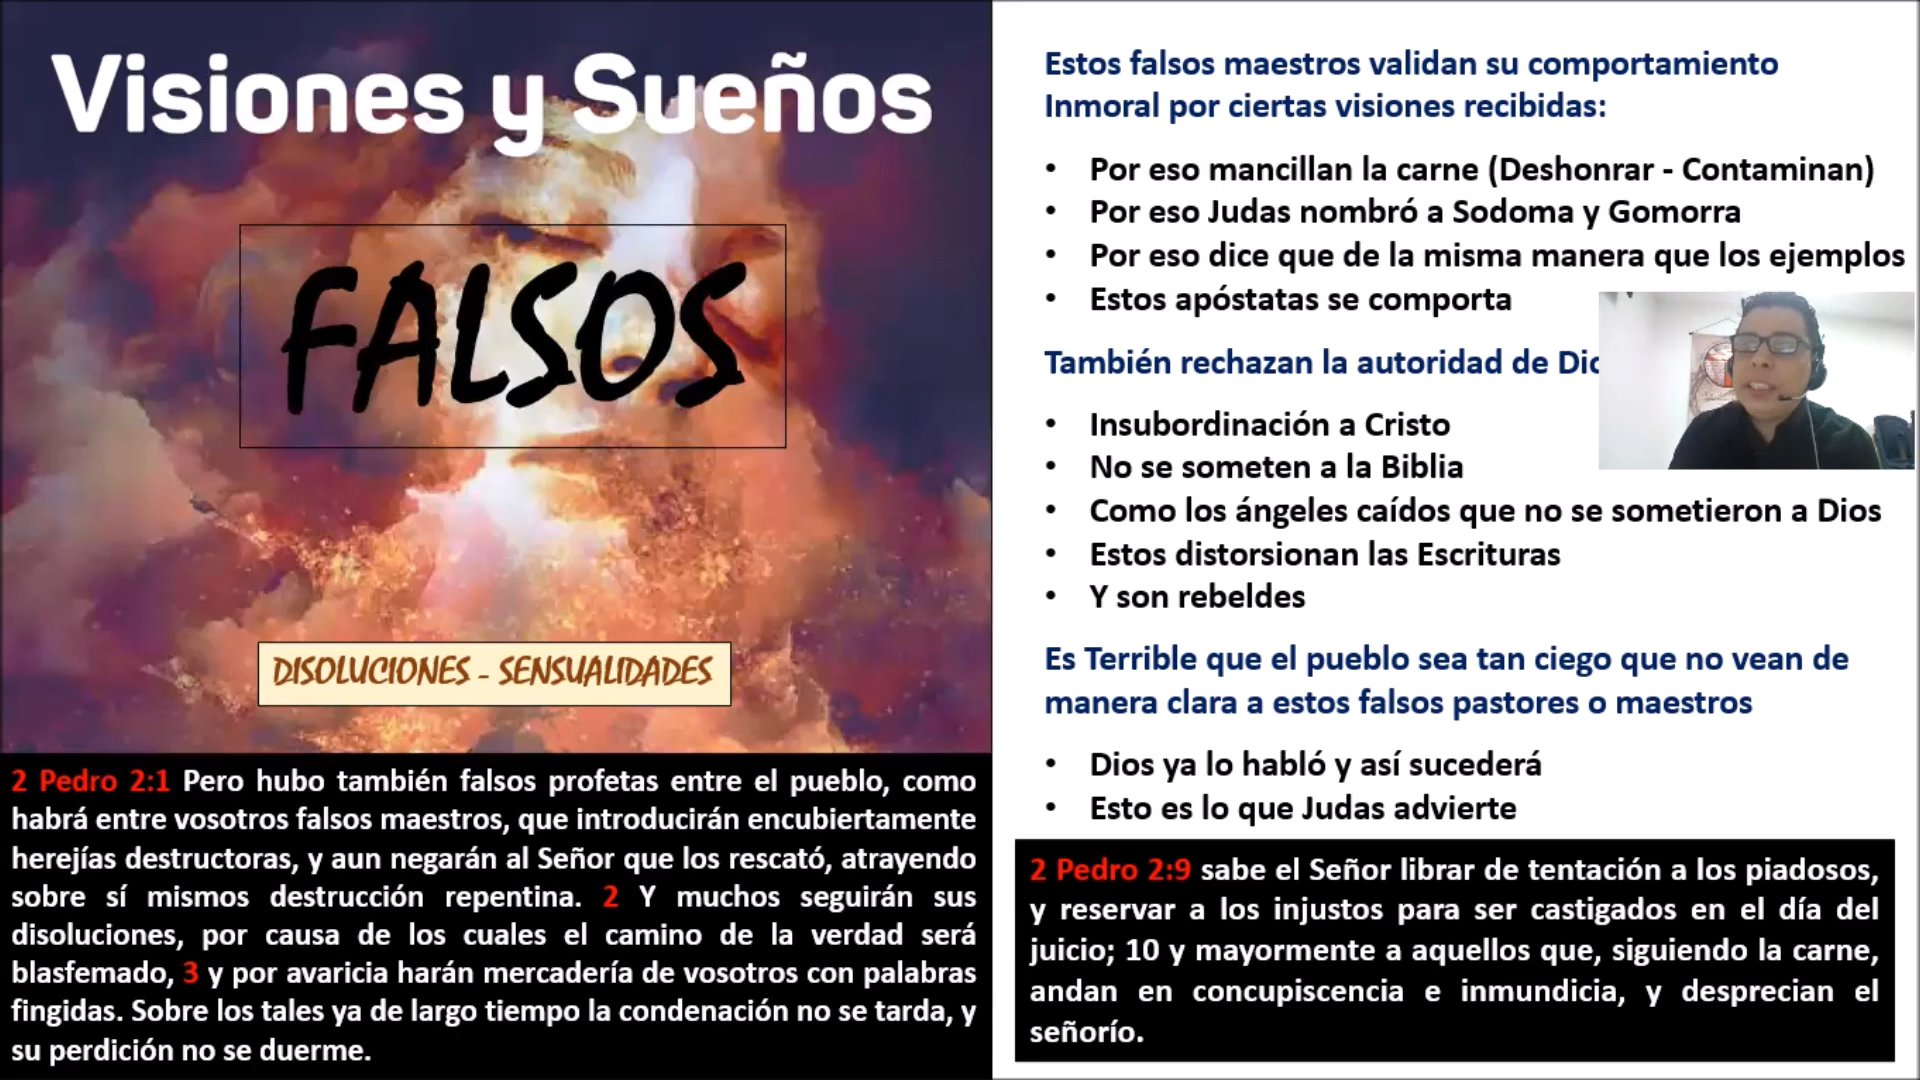 Visiones y Sueños
FALSOS
DISOLUCIONES - SENSUALIDADES
2 Pedro 2:1 Pero hubo también falsos profetas entre el pueblo, como
habrá entre vosotros falsos maestros, que introducirán encubiertamente
herejías destructoras, y aun negarán al Señor que los rescató, atrayendo
sobre sí mismos destrucción repentina. 2 Y muchos seguirán sus
disoluciones, por causa de los cuales el camino de la verdad será
blasfemado, 3 y por avaricia harán mercadería de vosotros con palabras
fingidas. Sobre los tales ya de largo tiempo la condenación no se tarda, y
su perdición no se duerme.
Estos falsos maestros validan su comportamiento
Inmoral por ciertas visiones recibidas:
• Por eso mancillan la carne (Deshonrar - Contaminan)
• Por eso Judas nombró a Sodoma y Gomorra
• Por eso dice que de la misma manera que los ejemplos
• Estos apóstatas se comporta
También rechazan la autoridad de
• Insubordinación a Cristo
• No se someten a la Biblia
• Como los ángeles caídos que no se sometieron a Dios
• Estos distorsionan las Escrituras
• Y son rebeldes
Es Terrible que el pueblo sea tan ciego que no vean de
manera clara a estos falsos pastores o maestros
• Dios ya lo habló y así sucederá
• Esto es lo que Judas advierte
2 Pedro 2:9 sabe el Señor librar de tentación a los piadosos,
y reservar a los injustos para ser castigados en el día del
juicio; 10 y mayormente a aquellos que, siguiendo la carne,
andan en concupiscencia e inmundicia, y desprecian el
señorío.